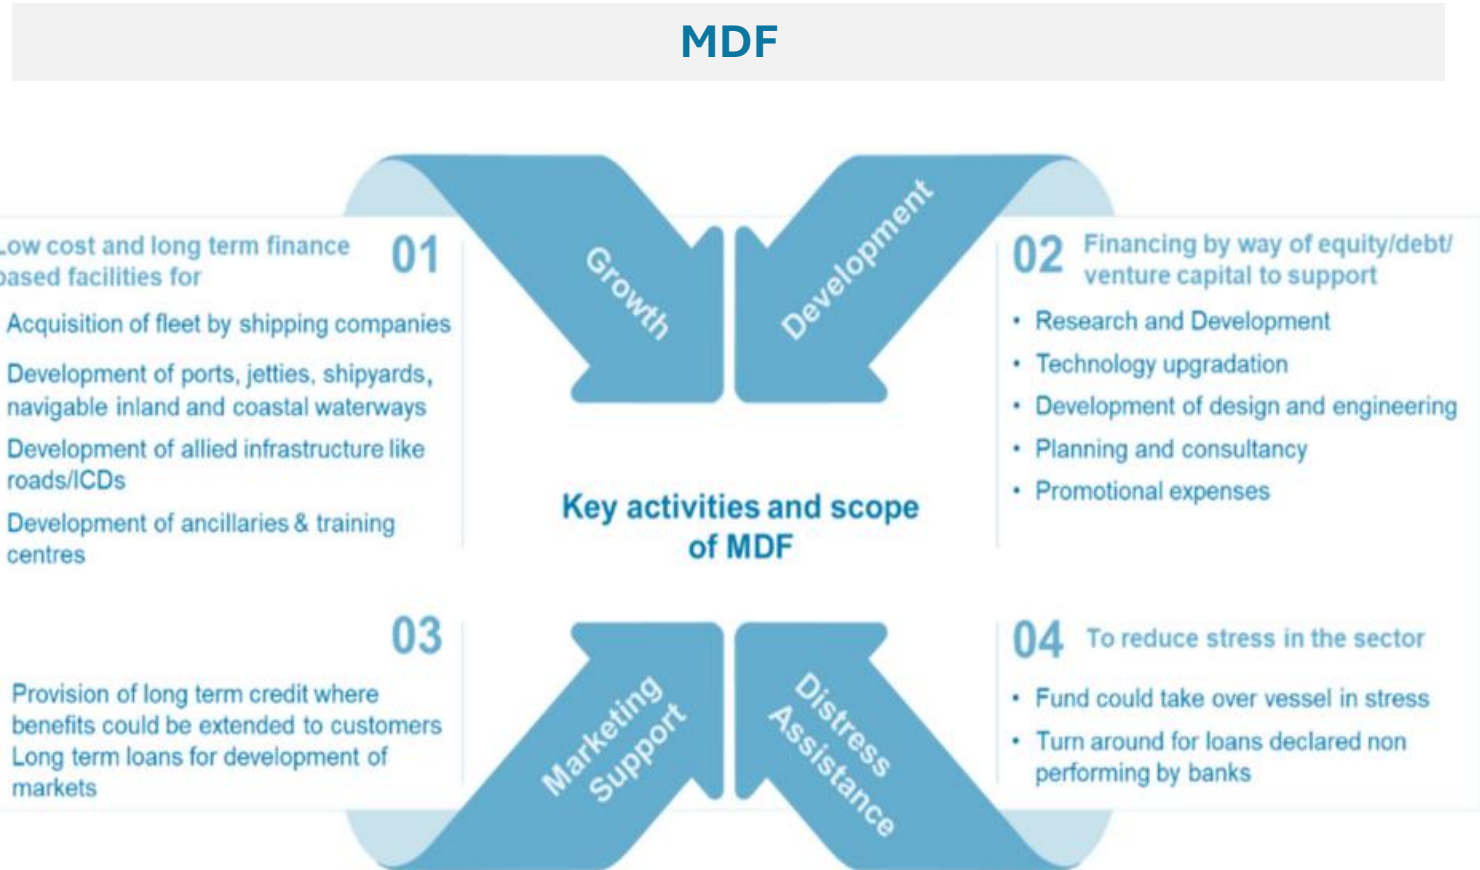 MDF
Growth
Development
Low cost and long term finance
based facilities for
01
Acquisition of fleet by shipping companies
Development of ports, jetties, shipyards,
navigable inland and coastal waterways
Development of allied infrastructure like
roads/ICDs
Development of ancillaries & training
centres
02
Financing by way of equity/debt/
venture capital to support
• Research and Development
• Technology upgradation
• Development of design and engineering
• Planning and consultancy
• Promotional expenses
Key activities and scope
of MDF
03
Provision of long term credit where
benefits could be extended to customers
Long term loans for development of
markets
Marketing
Support
Distress
Assistance
04
To reduce stress in the sector
• Fund could take over vessel in stress
• Turn around for loans declared non
performing by banks